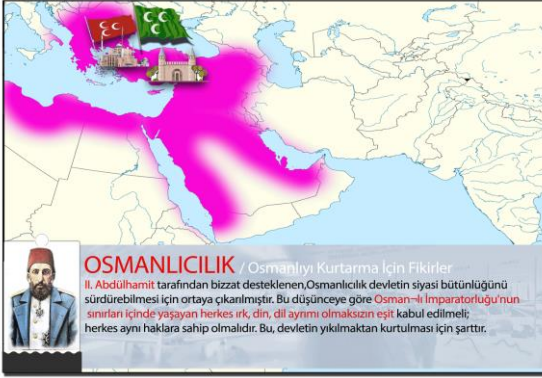 OSMANLICILIK / Osmanlıyı Kurtarma İçin Fikirler
II. Abdülhamit tarafından bizzat desteklenen,Osmanlıcılık devletin siyasi bütünlüğünü
sürdürebilmesi için ortaya çıkarılmıştır. Bu düşünceye göre Osman¬lı İmparatorluğu'nun
sınırları içinde yaşayan herkes ırk, din, dil ayrımı olmaksızın eşit kabul edilmeli;
herkes aynı haklara sahip olmalıdır. Bu, devletin yıkılmaktan kurtulması için şarttır.